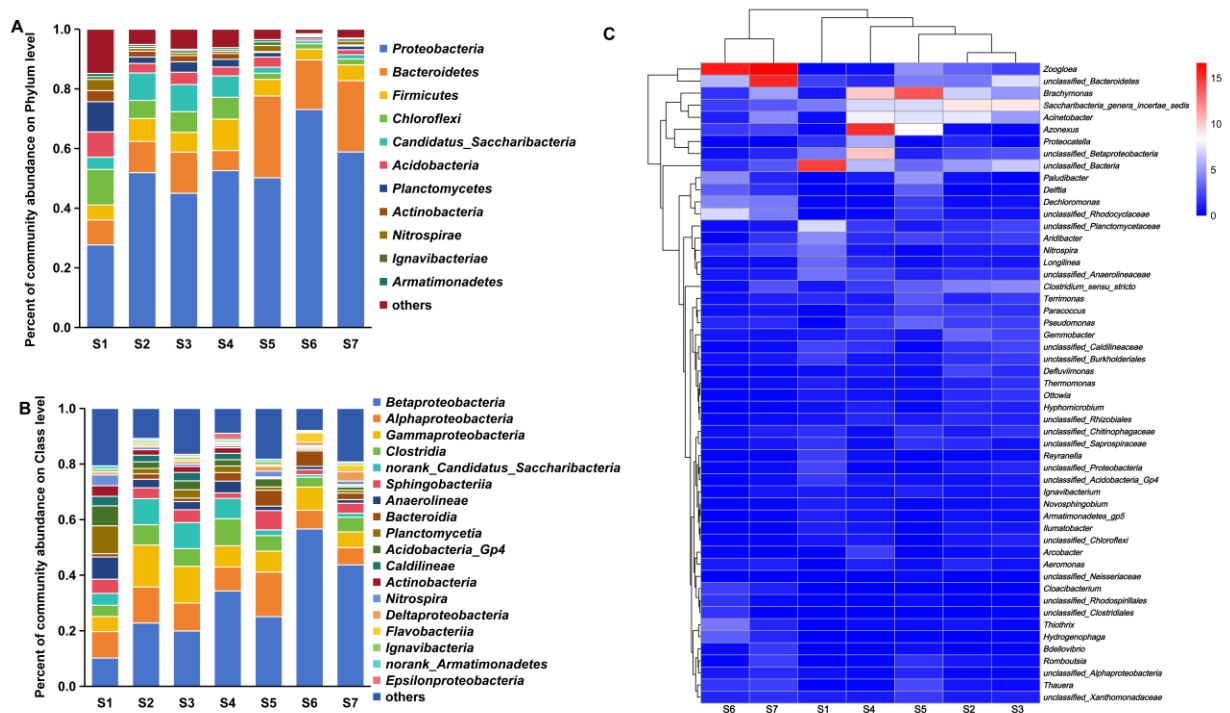 A
Percent of community abundance on Phylum level
1.0
0.8
0.6
0.4
0.2
0.0
S1 S2 S3 S4 S5 S6 S7
Proteobacteria
Bacteroidetes
Firmicutes
Chloroflexi
Candidatus_Saccharibacteria
Acidobacteria
Planctomycetes
Actinobacteria
Nitrospirae
Ignavibacteriae
Armatimonadetes
others
B
Percent of community abundance on Class level
1.0
0.8
0.6
0.4
0.2
0.0
S1 S2 S3 S4 S5 S6 S7
Betaproteobacteria
Alphaproteobacteria
Gammaproteobacteria
Clostridia
norank_Candidatus_Saccharibacteria
Sphingobacteriia
Anaerolineae
Bacteroidia
Planctomycetia
Acidobacteria_Gp4
Caldilineae
Actinobacteria
Nitrospira
Deltaproteobacteria
Flavobacteriia
Ignavibacteria
norank_Armatimonadetes
Epsilonproteobacteria
others
C
Zoogloea
unclassified_Bacteroidetes
Brachymonas
Saccharibacteria_genera_incertae_sedis
Acinetobacter
Azonexus
Proteocatella
unclassified_Betaproteobacteria
unclassified_Bacteria
Paludibacter
Delftia
Dechloromonas
unclassified_Rhodocyclaceae
unclassified_Planctomycetaceae
Aridibacter
Nitrospira
Longilinea
unclassified_Anaerolineaceae
Clostridium_sensu_stricto
Terrimonas
Paracoccus
Pseudomonas
Gemmobacter
unclassified_Caldilineaceae
unclassified_Burkholderiales
Defluviimonas
Thermomonas
Ottowia
Hyphomicrobium
unclassified_Rhizobiales
unclassified_Chitinophagaceae
unclassified_Saprospiraceae
Reyranella
unclassified_Proteobacteria
unclassified_Acidobacteria_Gp4
Ignavibacterium
Novosphingobium
Armatimonadetes_gp5
Ilumatobacter
unclassified_Chloroflexi
Arcobacter
Aeromonas
unclassified_Neisseriaceae
Cloacibacterium
unclassified_Rhodospirillales
unclassified_Clostridiales
Thiothrix
Hydrogenophaga
Bdellovibrio
Romboutsia
unclassified_Alphaproteobacteria
Thauera
unclassified_Xanthomonadaceae
S6 S7 S1 S4 S5 S2 S3
15
10
5
0